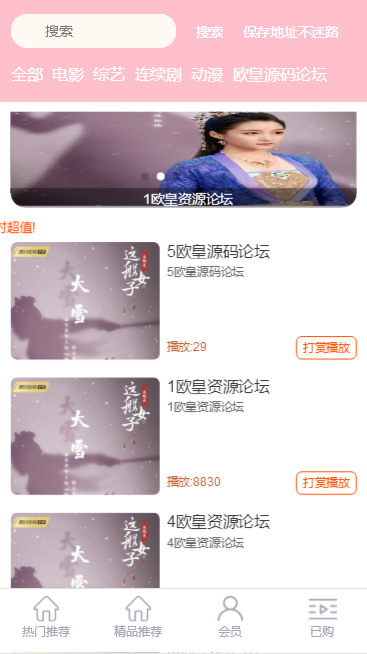 搜索 搜索 保存地址不迷路
全部 电影 综艺 连续剧 动漫 欧皇源码论坛
1欧皇资源论坛
时超值!
5欧皇源码论坛
5欧皇源码论坛
这般女子
大雪
播放:29 打赏播放
1欧皇资源论坛
1欧皇资源论坛
这般女子
大雪
播放:8830 打赏播放
4欧皇资源论坛
4欧皇资源论坛
这般女子
大雪
热门推荐 精品推荐 会员 已购